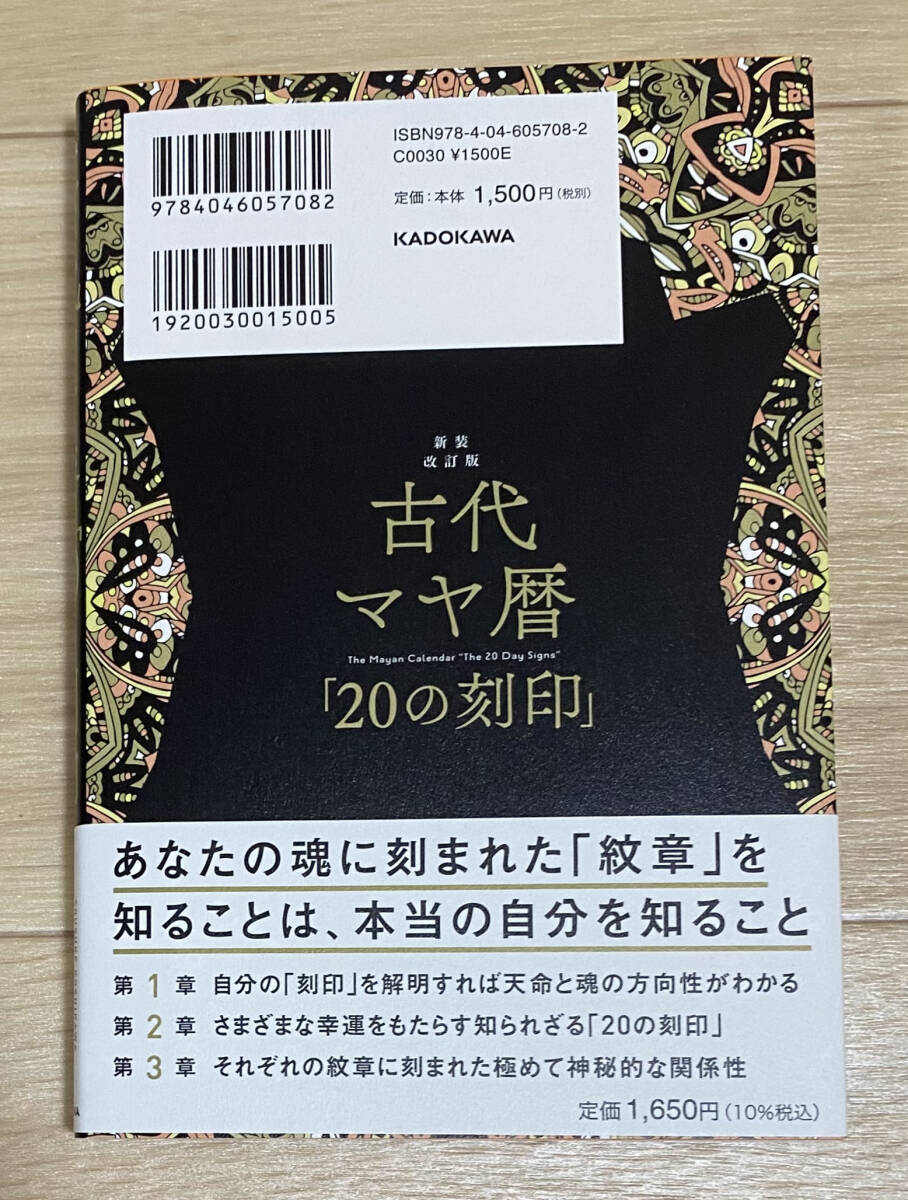 9784046057082
1920030015005
ISBN978-4-04-605708-2
C0030 ¥1500E
定価:本体 1,500円(税別)
KADOKAWA
新装
改訂版
古代
マヤ暦
The Mayan Calendar "The 20 Day Signs"
「20の刻印」
あなたの魂に刻まれた「紋章」を
知ることは、本当の自分を知ること
第1章 自分の「刻印」を解明すれば天命と魂の方向性がわかる
第2章 さまざまな幸運をもたらす知られざる「20の刻印」
第3章 それぞれの紋章に刻まれた極めて神秘的な関係性
定価1,650円(10%税込)